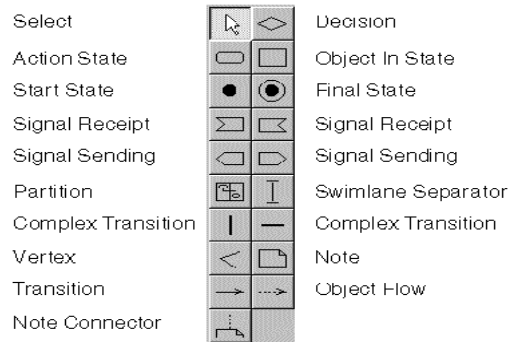 Select Decision
Action State Object In State
Start State Final State
Signal Receipt Signal Receipt
Signal Sending Signal Sending
Partition Swimlane Separator
Complex Transition Complex Transition
Vertex Note
Transition Object Flow
Note Connector